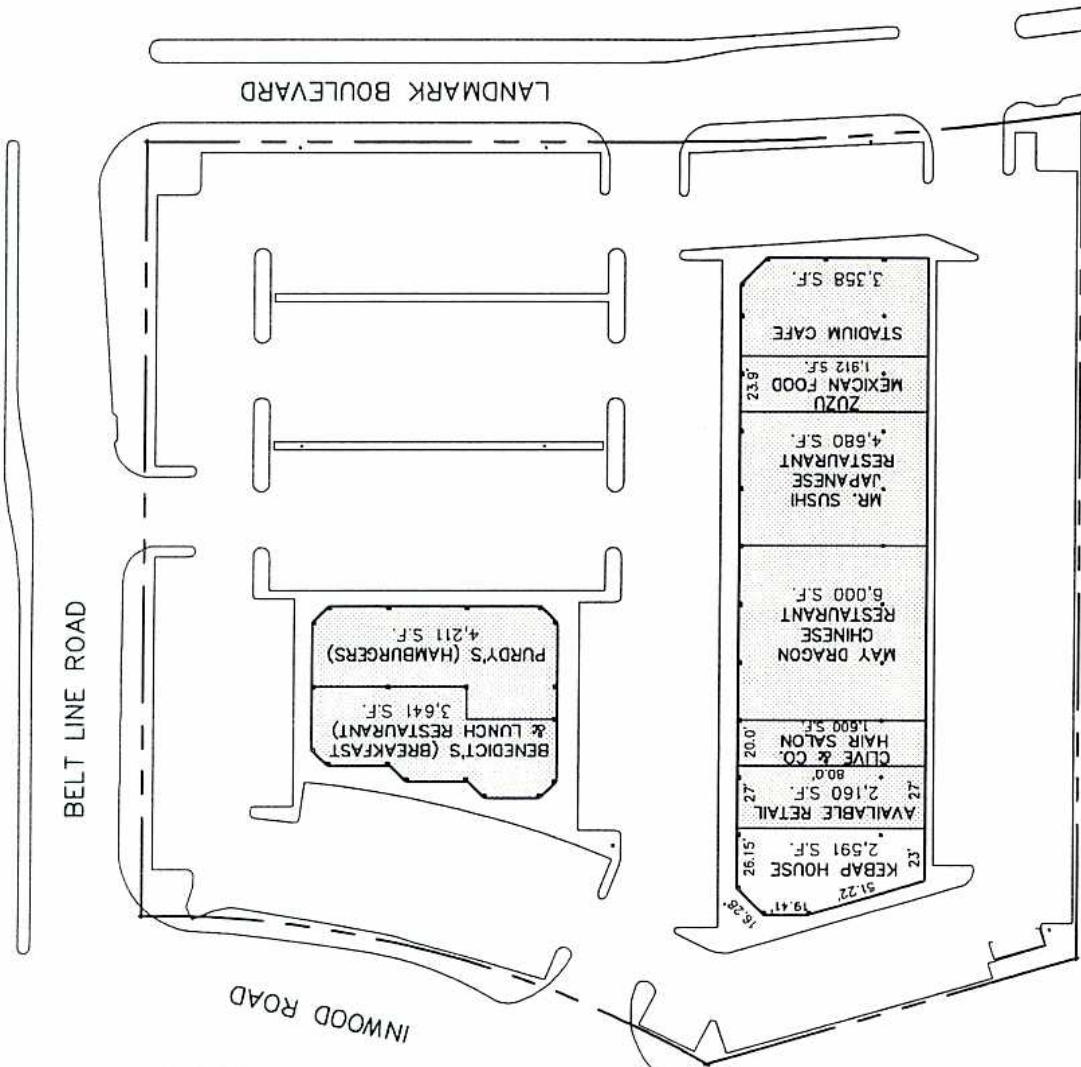 LANDMARK BOULEVARD
BELT LINE ROAD
INWOOD ROAD
STADIUM CAFE
3,358 S.F.
ZUZU
MEXICAN FOOD
1,912 S.F.
23.9'
MR. SUSHI
JAPANESE
RESTAURANT
4,680 S.F.
MAY DRAGON
CHINESE
RESTAURANT
6,000 S.F.
CLIVE & CO.
HAIR SALON
1,600 S.F.
20.0'
80.0'
AVAILABLE RETAIL
2,160 S.F.
27'
27'
KEBAP HOUSE
2,591 S.F.
26.15'
23'
16.28'
19.41'
51.22'
PURDY'S (HAMBURGERS)
4,211 S.F.
BENEDICT'S (BREAKFAST
& LUNCH RESTAURANT)
3,641 S.F.